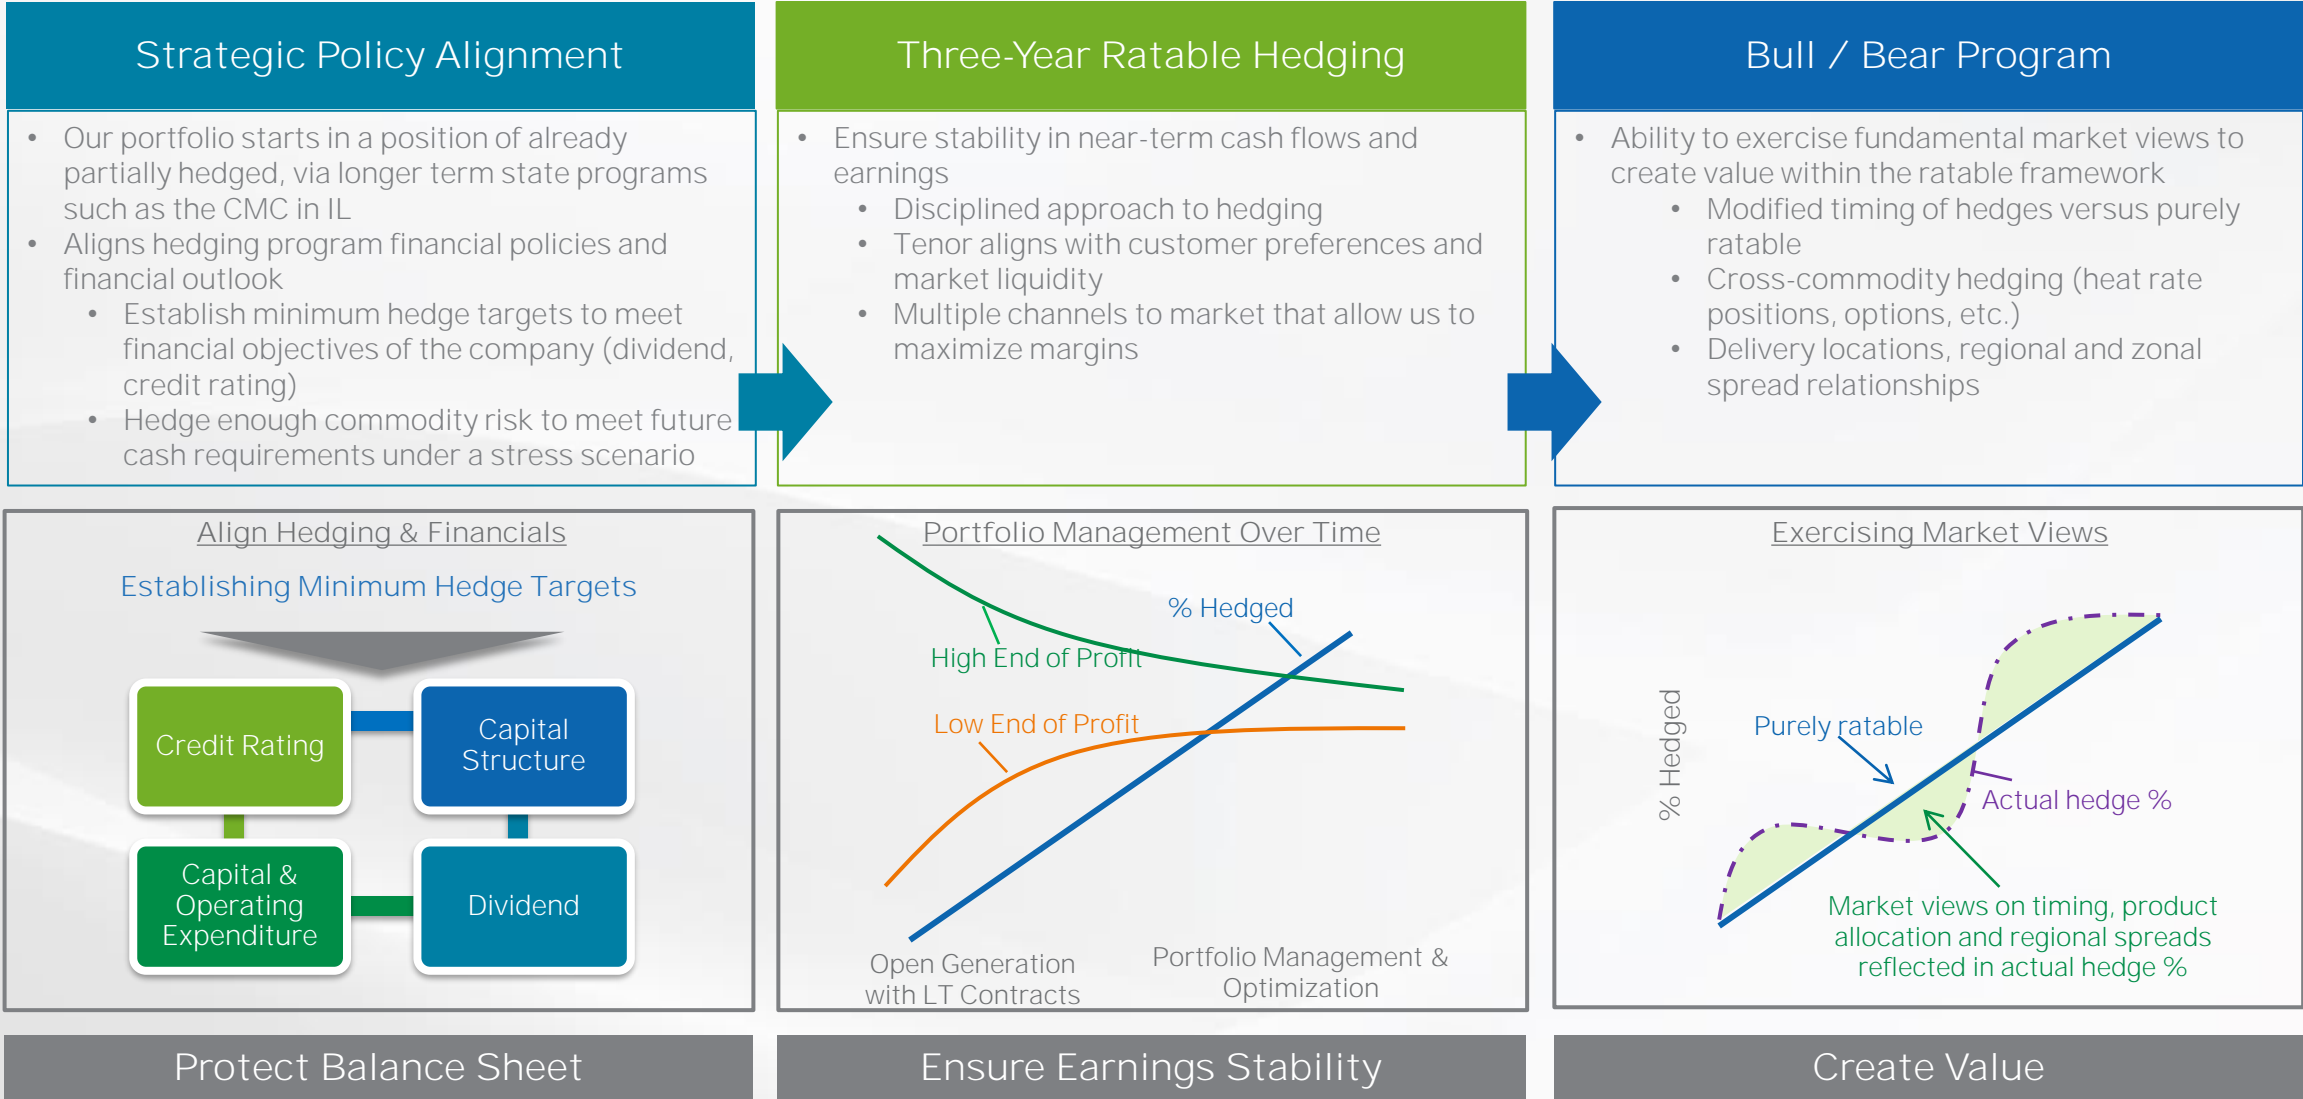 Strategic Policy Alignment
• Our portfolio starts in a position of already
partially hedged, via longer term state programs
such as the CMC in IL
• Aligns hedging program financial policies and
financial outlook
• Establish minimum hedge targets to meet
financial objectives of the company (dividend,
credit rating)
• Hedge enough commodity risk to meet future
cash requirements under a stress scenario
Three-Year Ratable Hedging
• Ensure stability in near-term cash flows and
earnings
• Disciplined approach to hedging
• Tenor aligns with customer preferences and
market liquidity
• Multiple channels to market that allow us to
maximize margins
Bull / Bear Program
• Ability to exercise fundamental market views to
create value within the ratable framework
• Modified timing of hedges versus purely
ratable
• Cross-commodity hedging (heat rate
positions, options, etc.)
• Delivery locations, regional and zonal
spread relationships
Align Hedging & Financials
Establishing Minimum Hedge Targets
Credit Rating
Capital
Structure
Capital &
Operating
Expenditure
Dividend
Portfolio Management Over Time
% Hedged
High End of Profit
Low End of Profit
Open Generation
with LT Contracts
Portfolio Management &
Optimization
Exercising Market Views
% Hedged
Purely ratable
Actual hedge %
Market views on timing, product
allocation and regional spreads
reflected in actual hedge %
Protect Balance Sheet
Ensure Earnings Stability
Create Value